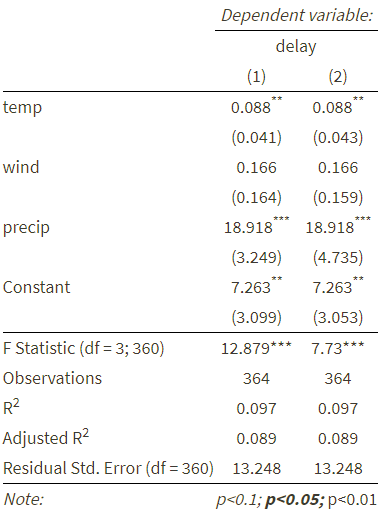 Dependent variable:
delay
(1) (2)
temp 0.088** 0.088**
(0.041) (0.043)
wind 0.166 0.166
(0.164) (0.159)
precip 18.918*** 18.918***
(3.249) (4.735)
Constant 7.263** 7.263**
(3.099) (3.053)
F Statistic (df = 3; 360) 12.879*** 7.73***
Observations 364 364
R2 0.097 0.097
Adjusted R2 0.089 0.089
Residual Std. Error (df = 360) 13.248 13.248
Note: p<0.1; p<0.05; p<0.01